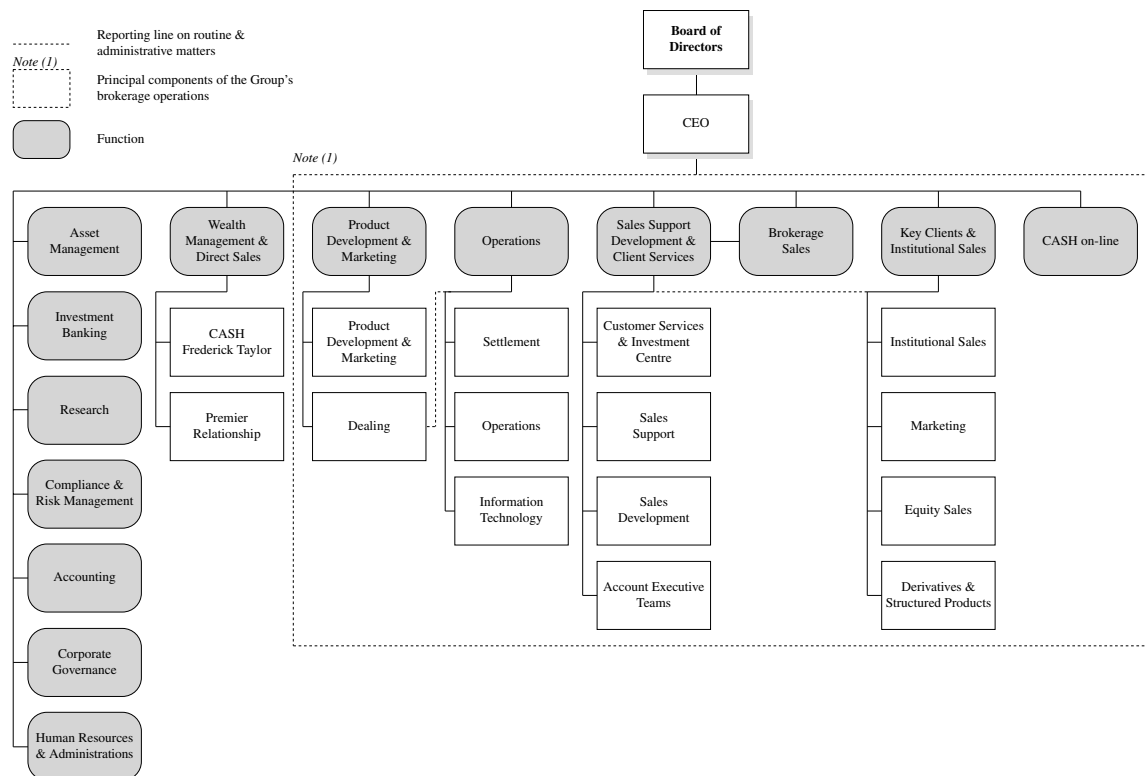 Reporting line on routine &
administrative matters
Note (1)
Principal components of the Group's
brokerage operations
Function
Board of
Directors
CEO
Note (1)
Asset
Management
Wealth
Management &
Direct Sales
Product
Development &
Marketing
Operations
Sales Support
Development &
Client Services
Brokerage
Sales
Key Clients &
Institutional Sales
CASH on-line
Investment
Banking
CASH
Frederick Taylor
Product
Development &
Marketing
Settlement
Customer Services
& Investment
Centre
Institutional Sales
Research
Premier
Relationship
Dealing
Operations
Sales
Support
Marketing
Compliance &
Risk Management
Information
Technology
Sales
Development
Equity Sales
Accounting
Account Executive
Teams
Derivatives &
Structured Products
Corporate
Governance
Human Resources
& Administrations